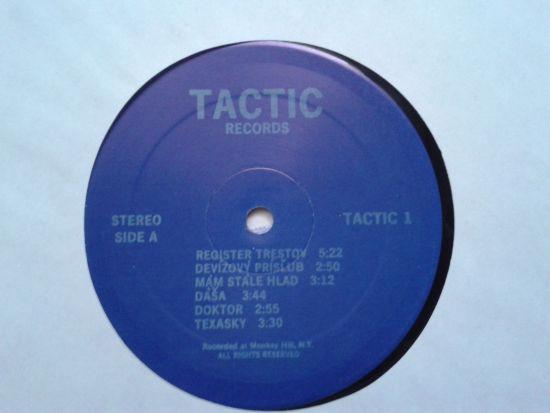 TACTIC
RECORDS
STEREO
SIDE A
TACTIC 1
REGISTER TRESTOV 5:22
DEVÍZOVÝ PRÍSĽUB 2:50
MÁM STÁLE HLAD 3:12
DAŠA 3:44
DOKTOR 2:55
TEXASKY 3:30
Recorded at Monkey Hill, N.Y.
ALL RIGHTS RESERVED